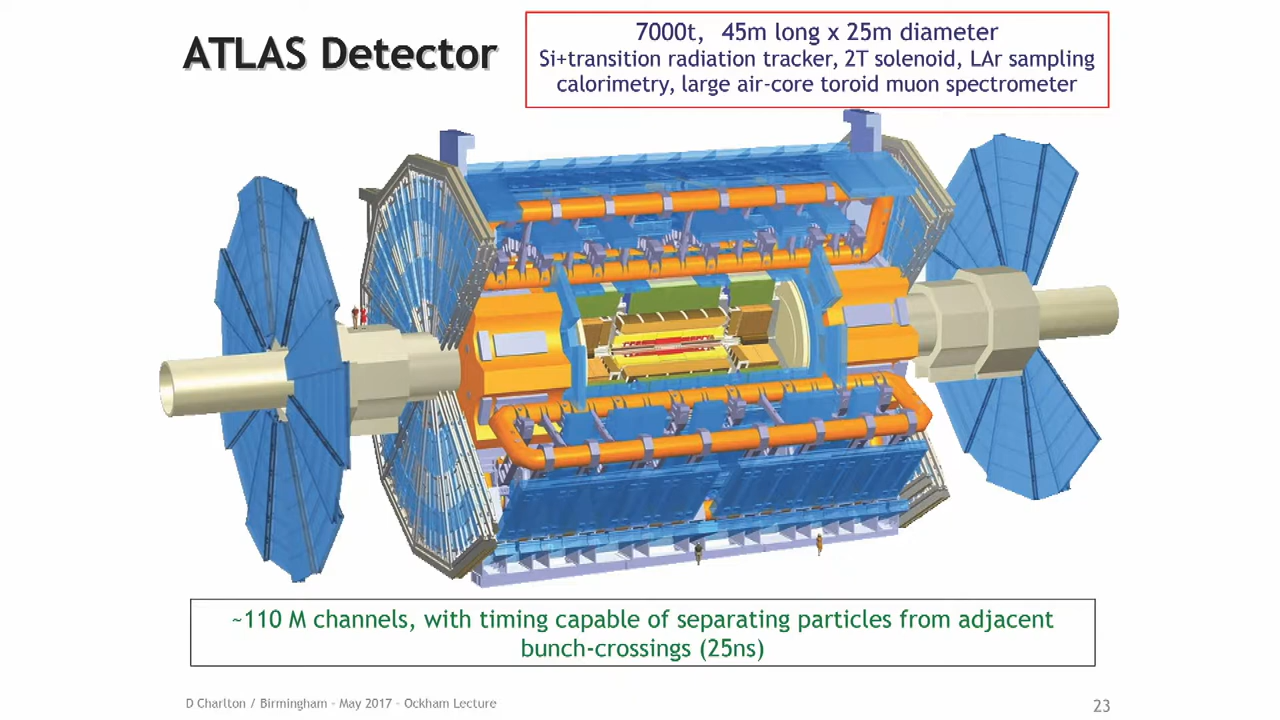 ATLAS Detector
7000t, 45m long x 25m diameter
Si+transition radiation tracker, 2T solenoid, LAr sampling
calorimetry, large air-core toroid muon spectrometer
~110 M channels, with timing capable of separating particles from adjacent
bunch-crossings (25ns)
D Charlton / Birmingham – May 2017 – Ockham Lecture
23